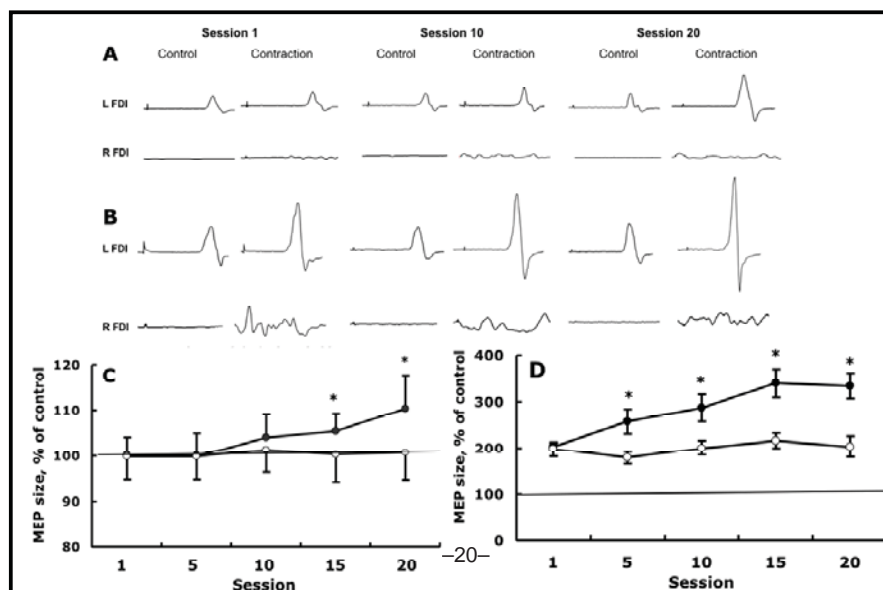 Session 1 Session 10 Session 20
A
Control Contraction Control Contraction Control Contraction
L FDI
R FDI
B
L FDI
R FDI
C
MEP size, % of control
120
110
100
90
80
1 5 10 15 20
Session
* *
D
MEP size, % of control
400
300
200
100
0
1 5 10 15 20
Session
* * * *
–20–